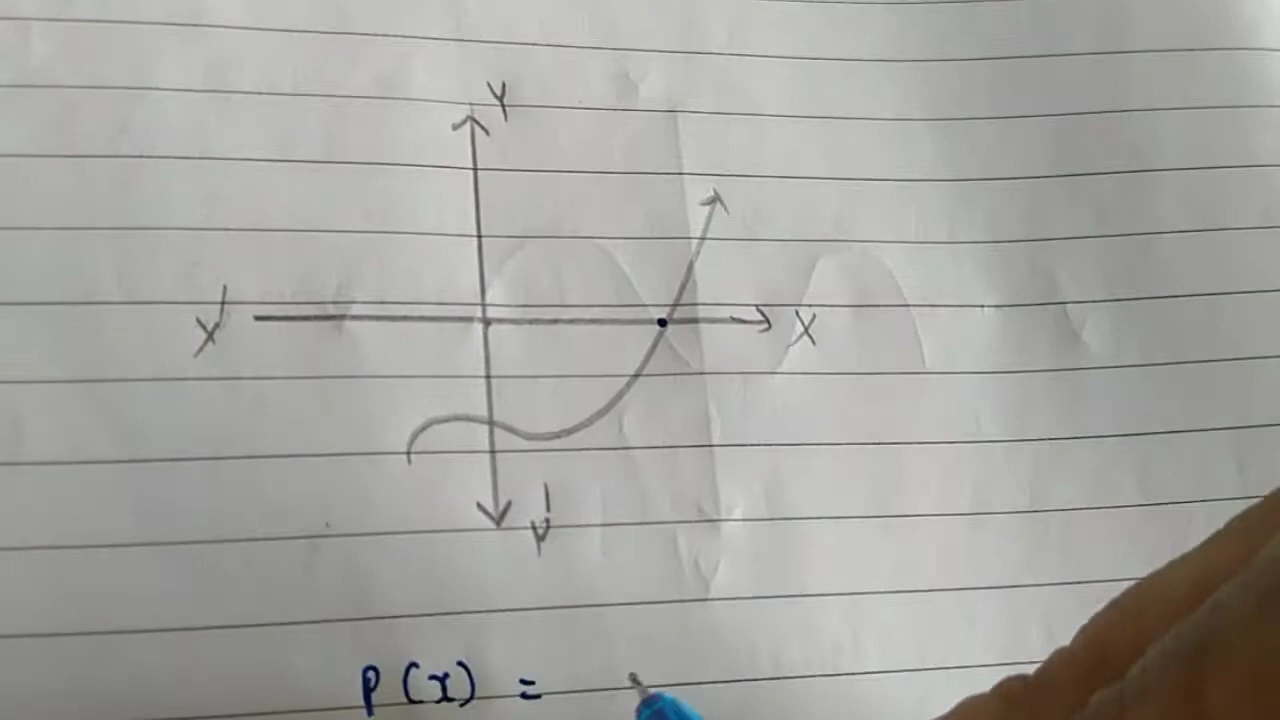 Y
X' X
Y'
P(x) =